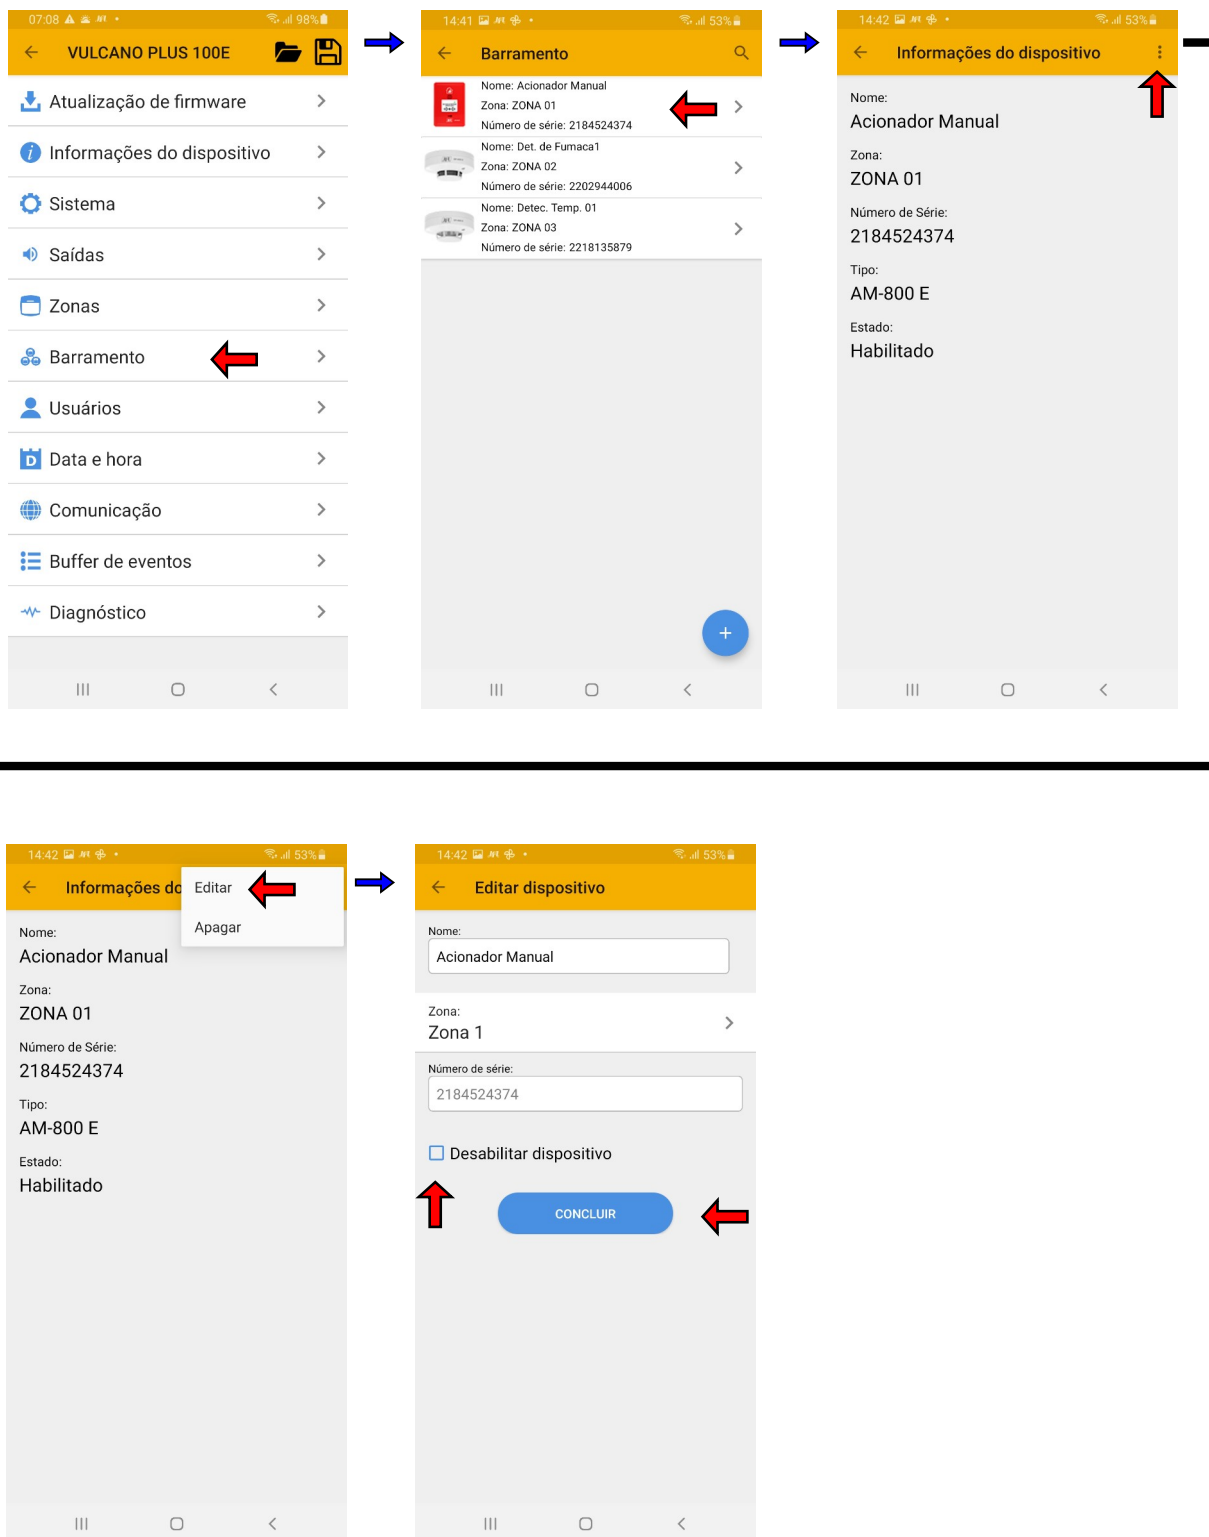 07:08
98%
VULCANO PLUS 100E
Atualização de firmware
Informações do dispositivo
Sistema
Saídas
Zonas
Barramento
Usuários
Data e hora
Comunicação
Buffer de eventos
Diagnóstico
14:41
53%
Barramento
Nome: Acionador Manual
Zona: ZONA 01
Número de série: 2184524374
Nome: Det. de Fumaca1
Zona: ZONA 02
Número de série: 2202944006
Nome: Detec. Temp. 01
Zona: ZONA 03
Número de série: 2218135879
+
14:42
53%
Informações do dispositivo
Nome:
Acionador Manual
Zona:
ZONA 01
Número de Série:
2184524374
Tipo:
AM-800 E
Estado:
Habilitado
14:42
53%
Informações do
Editar
Apagar
Nome:
Acionador Manual
Zona:
ZONA 01
Número de Série:
2184524374
Tipo:
AM-800 E
Estado:
Habilitado
14:42
53%
Editar dispositivo
Nome:
Acionador Manual
Zona:
Zona 1
Número de série:
2184524374
Desabilitar dispositivo
CONCLUIR